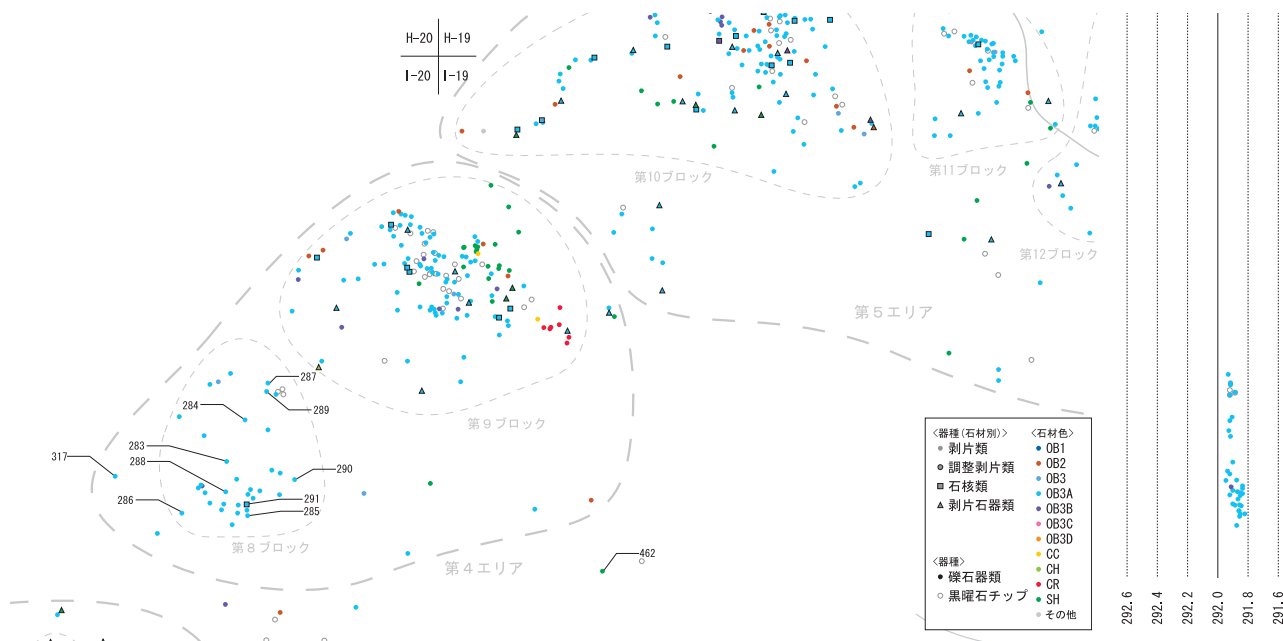 H-20 H-19
I-20 I-19
第10ブロック
第11ブロック
第12ブロック
第5エリア
287
289
284
第9ブロック
283
317
288
290
291
286
285
第8ブロック
第4エリア
462
〈器種(石材別)〉
剥片類
調整剥片類
石核類
剥片石器類
〈器種〉
礫石器類
黒曜石チップ
〈石材色〉
OB1
OB2
OB3
OB3A
OB3B
OB3C
OB3D
CC
CH
CR
SH
その他
292.6
292.4
292.2
292.0
291.8
291.6